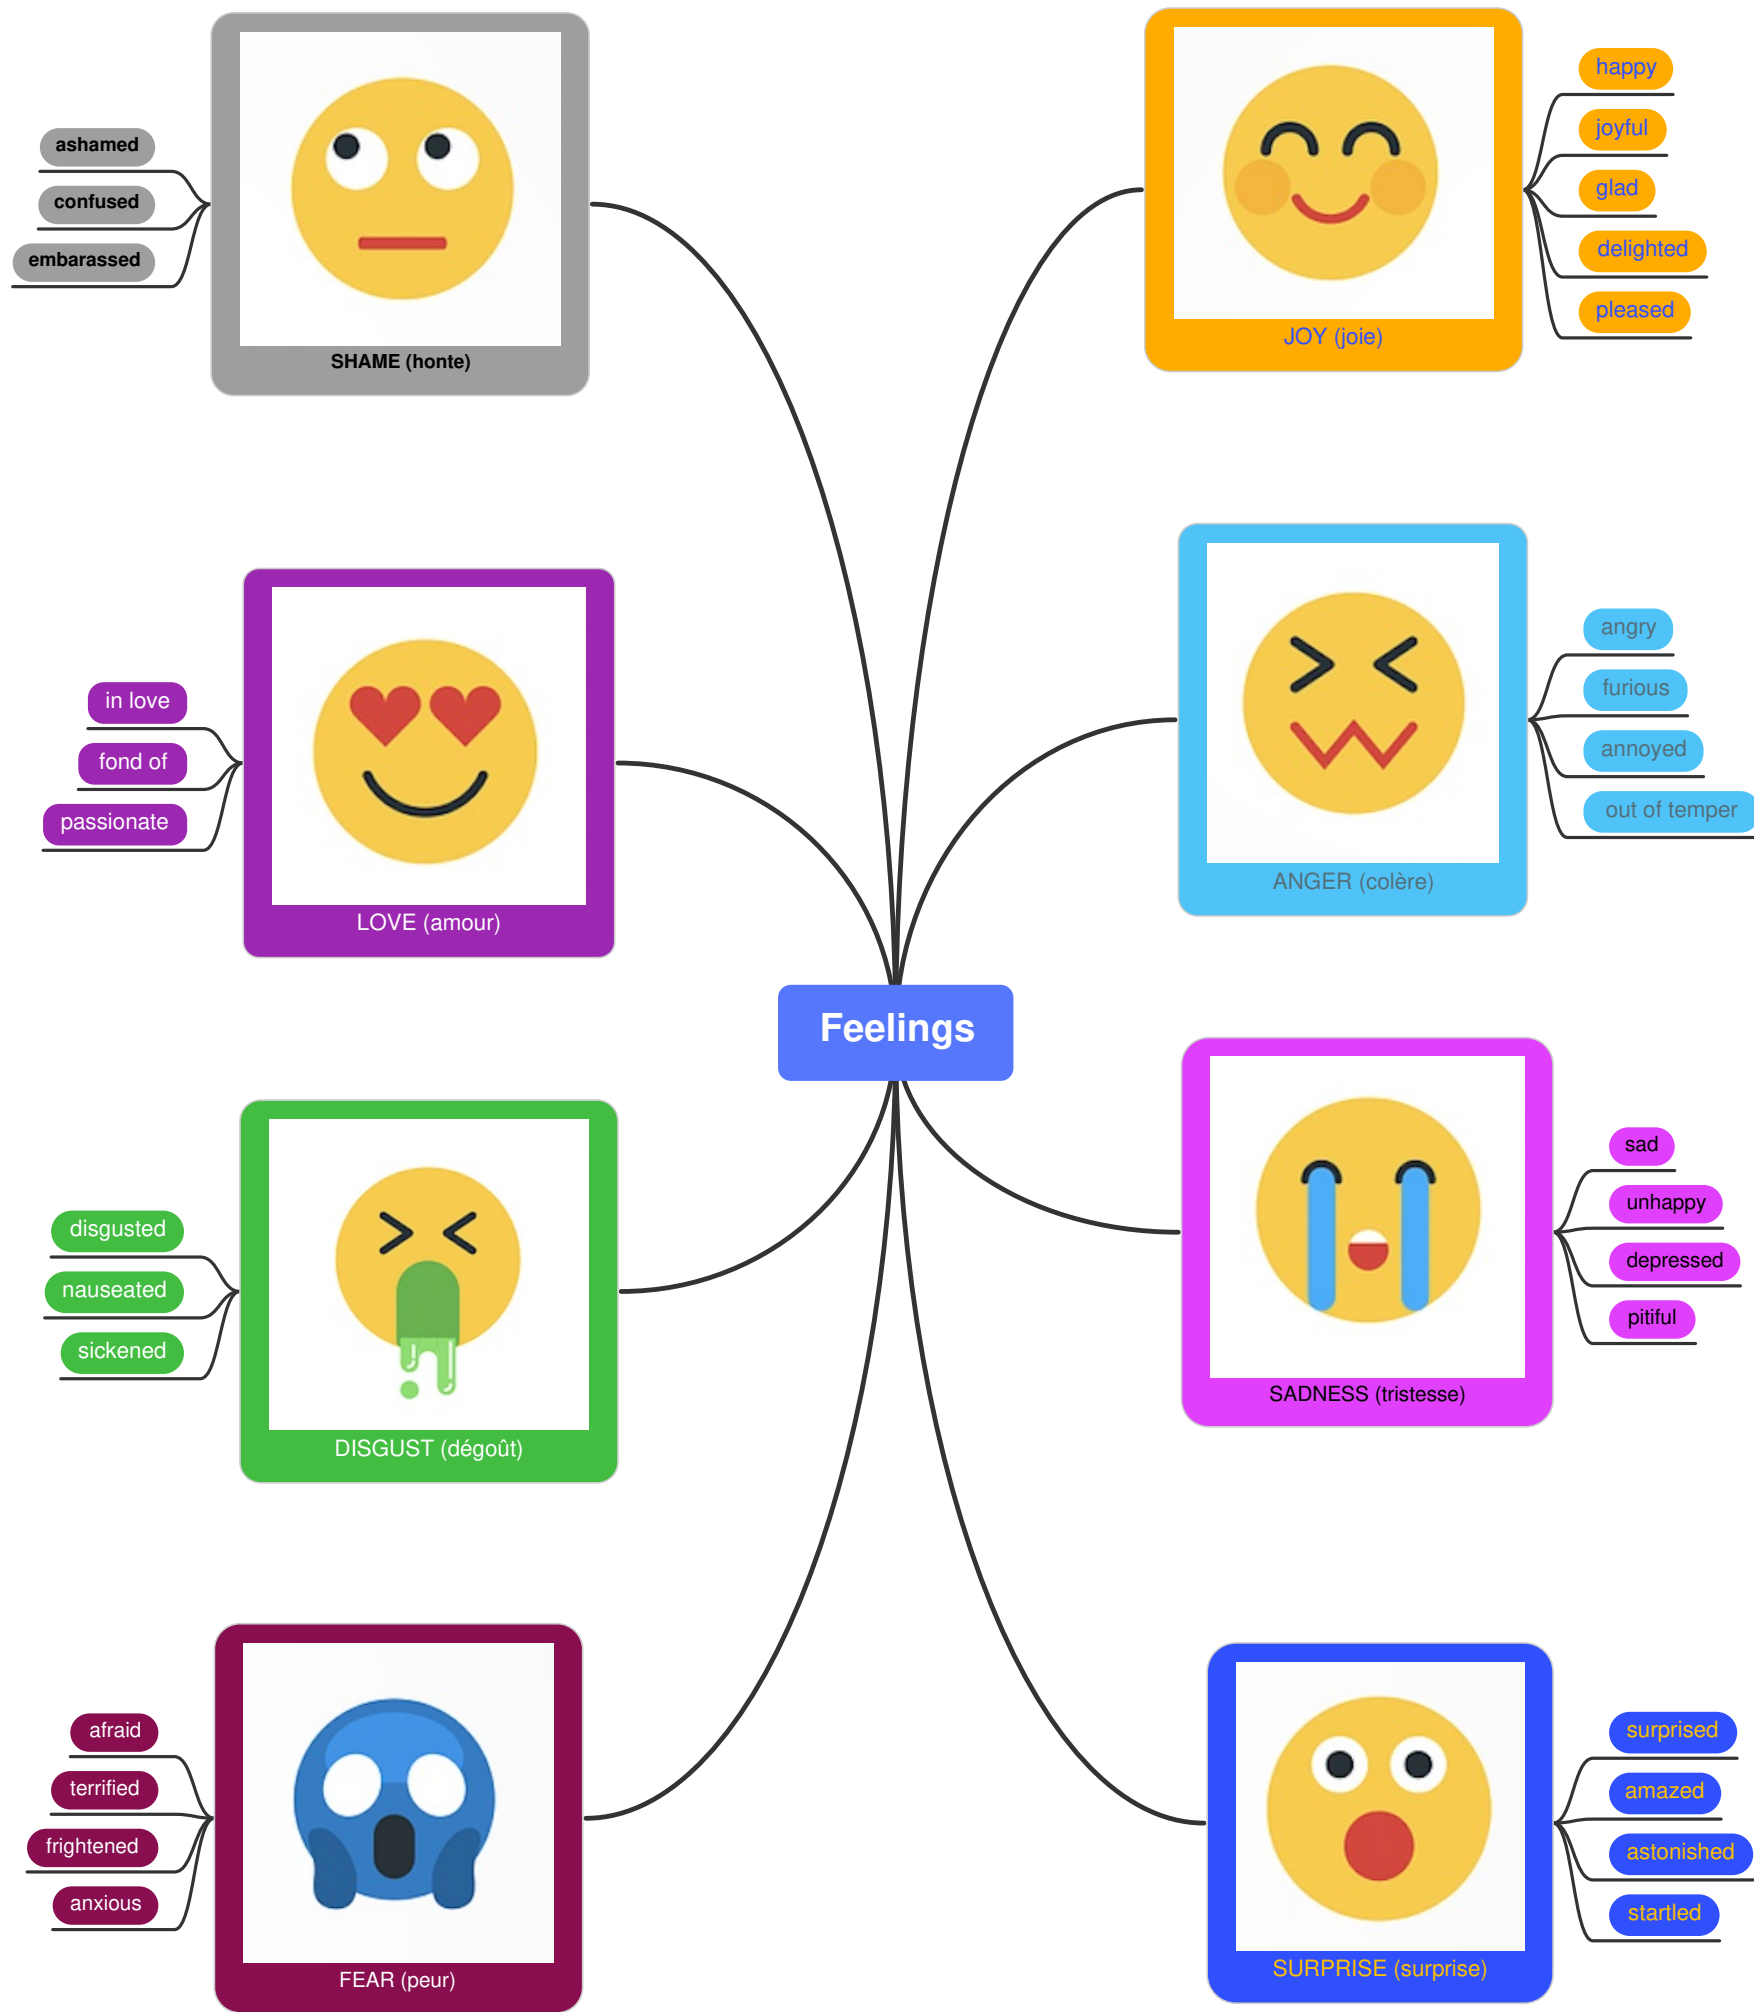 Feelings
JOY (joie)
happy
joyful
glad
delighted
pleased
ANGER (colère)
angry
furious
annoyed
out of temper
SADNESS (tristesse)
sad
unhappy
depressed
pitiful
SURPRISE (surprise)
surprised
amazed
astonished
startled
SHAME (honte)
ashamed
confused
embarassed
LOVE (amour)
in love
fond of
passionate
DISGUST (dégoût)
disgusted
nauseated
sickened
FEAR (peur)
afraid
terrified
frightened
anxious